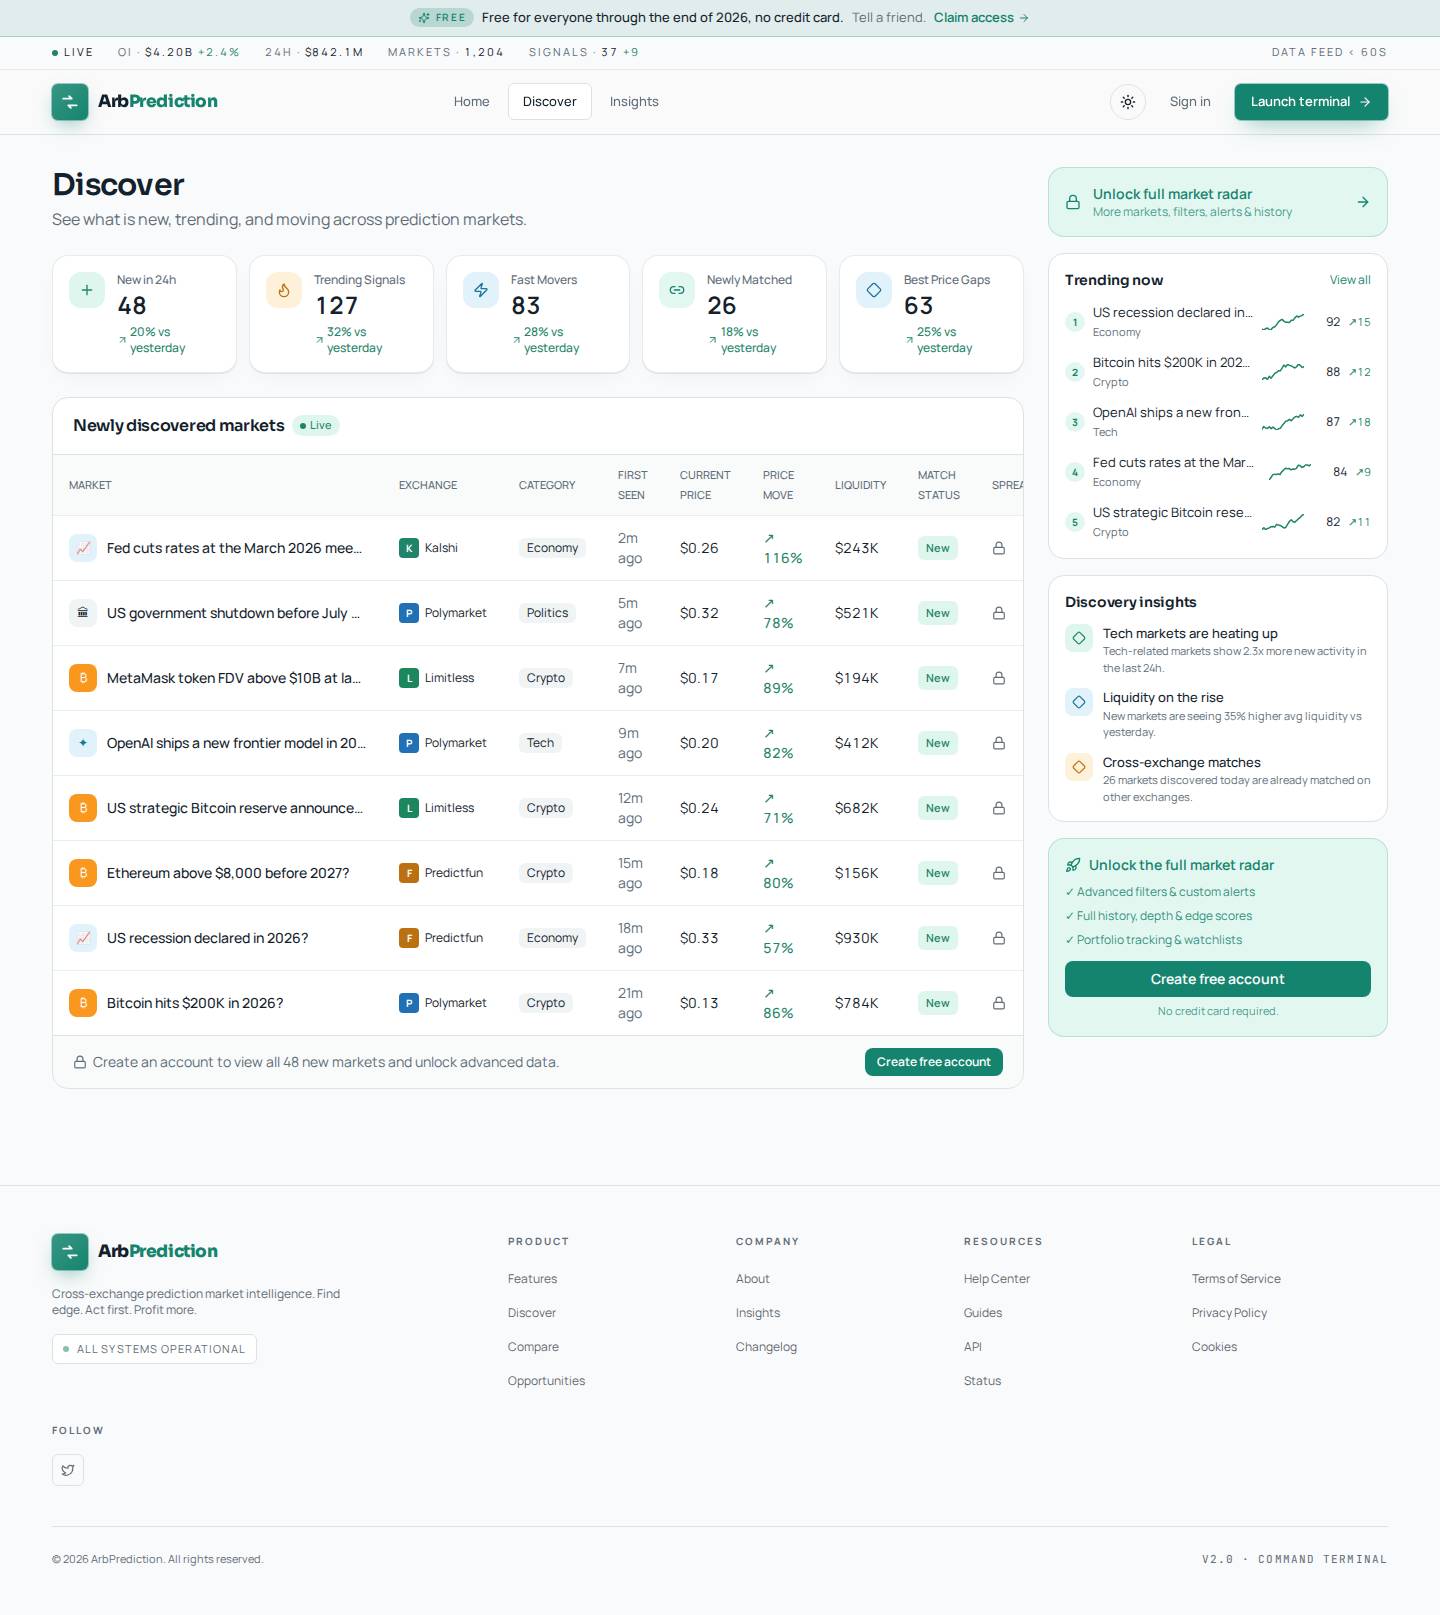 FREE Free for everyone through the end of 2026, no credit card. Tell a friend. Claim access →
LIVE OI · $4.20B +2.4% 24H · $842.1M MARKETS · 1,204 SIGNALS · 37 +9 DATA FEED < 60S
ArbPrediction Home Discover Insights Sign in Launch terminal →
Discover
See what is new, trending, and moving across prediction markets.
New in 24h
48
↗ 20% vs
yesterday
Trending Signals
127
↗ 32% vs
yesterday
Fast Movers
83
↗ 28% vs
yesterday
Newly Matched
26
↗ 18% vs
yesterday
Best Price Gaps
63
↗ 25% vs
yesterday
Newly discovered markets Live
MARKET EXCHANGE CATEGORY FIRST SEEN CURRENT PRICE PRICE MOVE LIQUIDITY MATCH STATUS SPREA
Fed cuts rates at the March 2026 mee... K Kalshi Economy 2m ago $0.26 ↗ 116% $243K New
US government shutdown before July ... P Polymarket Politics 5m ago $0.32 ↗ 78% $521K New
₿ MetaMask token FDV above $10B at la... L Limitless Crypto 7m ago $0.17 ↗ 89% $194K New
OpenAI ships a new frontier model in 20... P Polymarket Tech 9m ago $0.20 ↗ 82% $412K New
₿ US strategic Bitcoin reserve announce... L Limitless Crypto 12m ago $0.24 ↗ 71% $682K New
₿ Ethereum above $8,000 before 2027? F Predictfun Crypto 15m ago $0.18 ↗ 80% $156K New
US recession declared in 2026? F Predictfun Economy 18m ago $0.33 ↗ 57% $930K New
₿ Bitcoin hits $200K in 2026? P Polymarket Crypto 21m ago $0.13 ↗ 86% $784K New
Create an account to view all 48 new markets and unlock advanced data. Create free account
Unlock full market radar →
More markets, filters, alerts & history
Trending now View all
1 US recession declared in... 92 ↗15
Economy
2 Bitcoin hits $200K in 202... 88 ↗12
Crypto
3 OpenAI ships a new fron... 87 ↗18
Tech
4 Fed cuts rates at the Mar... 84 ↗9
Economy
5 US strategic Bitcoin rese... 82 ↗11
Crypto
Discovery insights
Tech markets are heating up
Tech-related markets show 2.3x more new activity in
the last 24h.
Liquidity on the rise
New markets are seeing 35% higher avg liquidity vs
yesterday.
Cross-exchange matches
26 markets discovered today are already matched on
other exchanges.
Unlock the full market radar
✓ Advanced filters & custom alerts
✓ Full history, depth & edge scores
✓ Portfolio tracking & watchlists
Create free account
No credit card required.
ArbPrediction
Cross-exchange prediction market intelligence. Find
edge. Act first. Profit more.
ALL SYSTEMS OPERATIONAL
PRODUCT
Features
Discover
Compare
Opportunities
COMPANY
About
Insights
Changelog
RESOURCES
Help Center
Guides
API
Status
LEGAL
Terms of Service
Privacy Policy
Cookies
FOLLOW
© 2026 ArbPrediction. All rights reserved. V2.0 · COMMAND TERMINAL